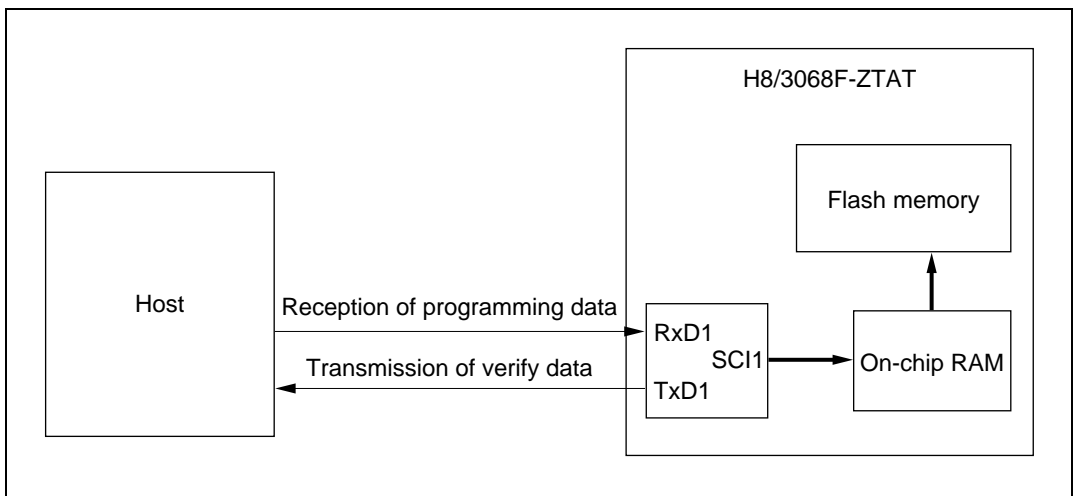 H8/3068F-ZTAT
Flash memory
Host
Reception of programming data
RxD1
SCI1
On-chip RAM
Transmission of verify data
TxD1